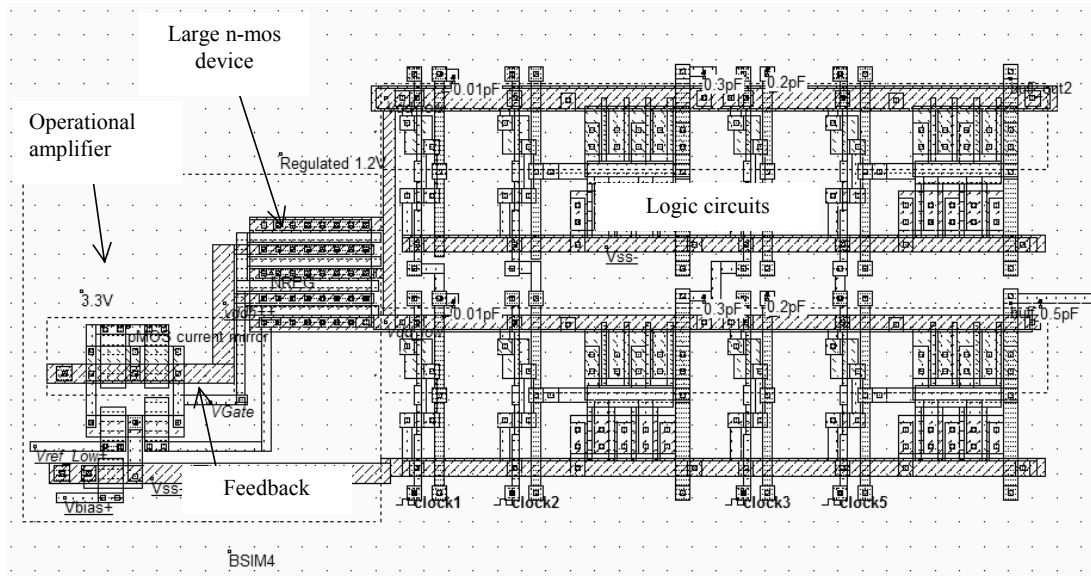 Large n-mos
device
Operational
amplifier
0.01pF
0.3pF
0.2pF
Regulated 1.2V
Logic circuits
Vss-
NREG
3.3V
0.01pF
0.3pF
0.2pF
0.5pF
pMOS current mirror
VGate
Vref_Low+
Vss-
Feedback
Vbias+
clock1
clock2
clock3
clock5
BSIM4